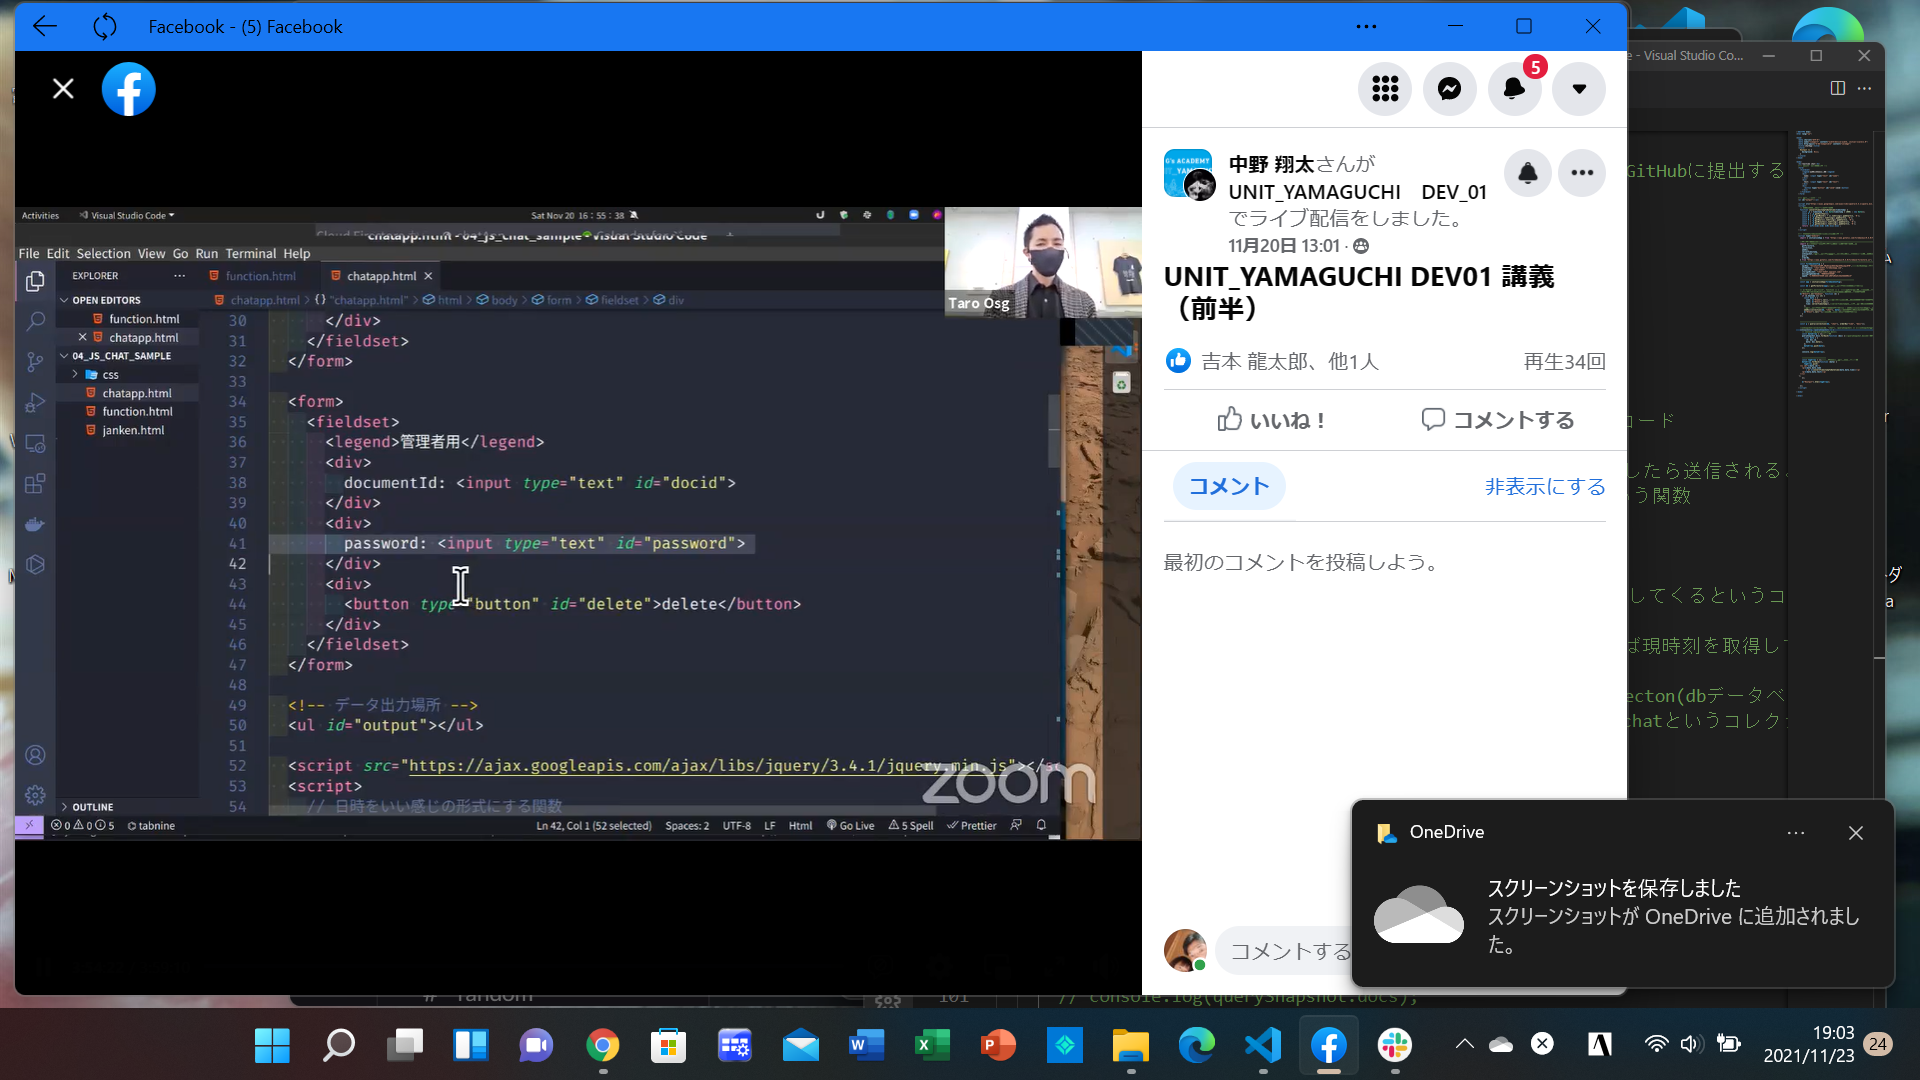 Facebook - (5) Facebook
- Visual Studio Co...
5
G's ACADEMY
中野 翔太さんが
UNIT_YAMAGUCHI DEV_01
でライブ配信をしました。
11月20日 13:01 ·
UNIT_YAMAGUCHI DEV01 講義
（前半）
吉本 龍太郎、他1人
再生34回
いいね！
コメントする
コメント
非表示にする
最初のコメントを投稿しよう。
コメントする
Activities
Visual Studio Code
Sat Nov 20 16:55:38
chatapp.html - 04_js_chat_sample - Visual Studio Code
File Edit Selection View Go Run Terminal Help
Taro Osg
EXPLORER
function.html
chatapp.html
OPEN EDITORS
function.html
chatapp.html
04_JS_CHAT_SAMPLE
css
chatapp.html
function.html
janken.html
OUTLINE
chatapp.html > {} "chatapp.html" > html > body > form > fieldset > div
30 </div>
31 </fieldset>
32 </form>
33
34 <form>
35 <fieldset>
36 <legend>管理者用</legend>
37 <div>
38 documentId: <input type="text" id="docid">
39 </div>
40 <div>
41 password: <input type="text" id="password">
42 </div>
43 <div>
44 <button type="button" id="delete">delete</button>
45 </div>
46 </fieldset>
47 </form>
48
49 <!-- データ出力場所 -->
50 <ul id="output"></ul>
51
52 <script src="https://ajax.googleapis.com/ajax/libs/jquery/3.4.1/jquery.min.js"></sc
53 <script>
54 // 日時をいい感じの形式にする関数
zoom
0 0 5 tabnine
Ln 42, Col 1 (52 selected) Spaces: 2 UTF-8 LF Html Go Live 5 Spell Prettier
GitHubに提出する
コード
したら送信される
う関数
してくるというコ
ば現時刻を取得して
ecton(dbデータベ
chatというコレク
ダ
a
# random
101
// console.log(querySnapshot.docs);
OneDrive
スクリーンショットを保存しました
スクリーンショットが OneDrive に追加されまし
た。
19:03
2021/11/23
24